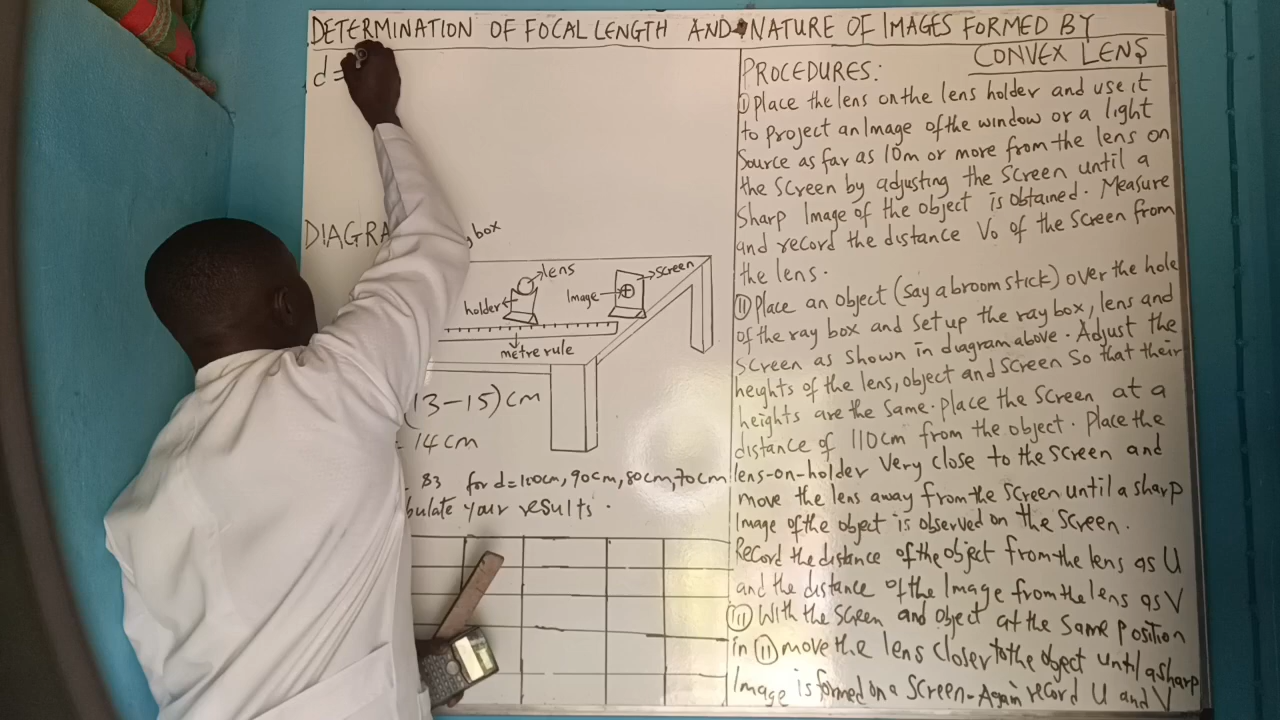 DETERMINATION OF FOCAL LENGTH AND NATURE OF IMAGES FORMED BY
CONVEX LENS
d=
DIAGRA
box
lens
screen
holder
Image
metre rule
(13-15)cm
= 14cm
83 for d=100cm, 90cm, 80cm, 70cm
bulate your results.
PROCEDURES:
(I) Place the lens on the lens holder and use it
to project an Image of the window or a light
Source as far as 10m or more from the lens on
the screen by adjusting the screen until a
Sharp Image of the object is obtained. Measure
and record the distance Vo of the screen from
the lens.
(II) Place an object (say a broom stick) over the hole
of the ray box and set up the ray box, lens and
Screen as shown in diagram above. Adjust the
heights of the lens, object and screen So that their
heights are the same. place the screen at a
distance of 110cm from the object. Place the
lens-on-holder very close to the screen and
move the lens away from the screen until a sharp
Image of the object is observed on the screen.
Record the distance of the object from the lens as U
and the distance of the Image from the lens as V
(III) With the screen and object at the same position
in (II) move the lens closer to the object until a sharp
Image is formed on a screen-Again record U and V